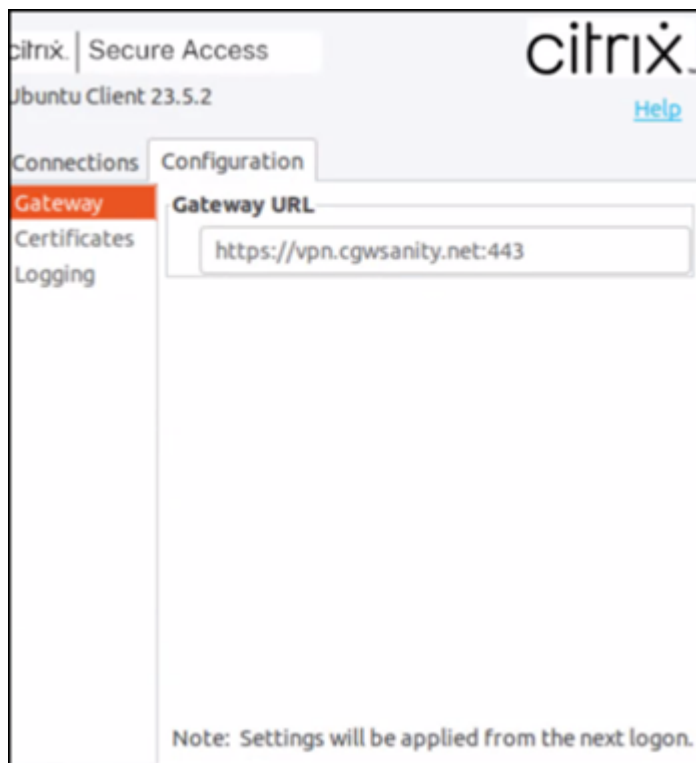 citrix. | Secure Access
citrix.
Ubuntu Client 23.5.2
Help
Connections
Configuration
Gateway
Certificates
Logging
Gateway URL
https://vpn.cgwsanity.net:443
Note: Settings will be applied from the next logon.